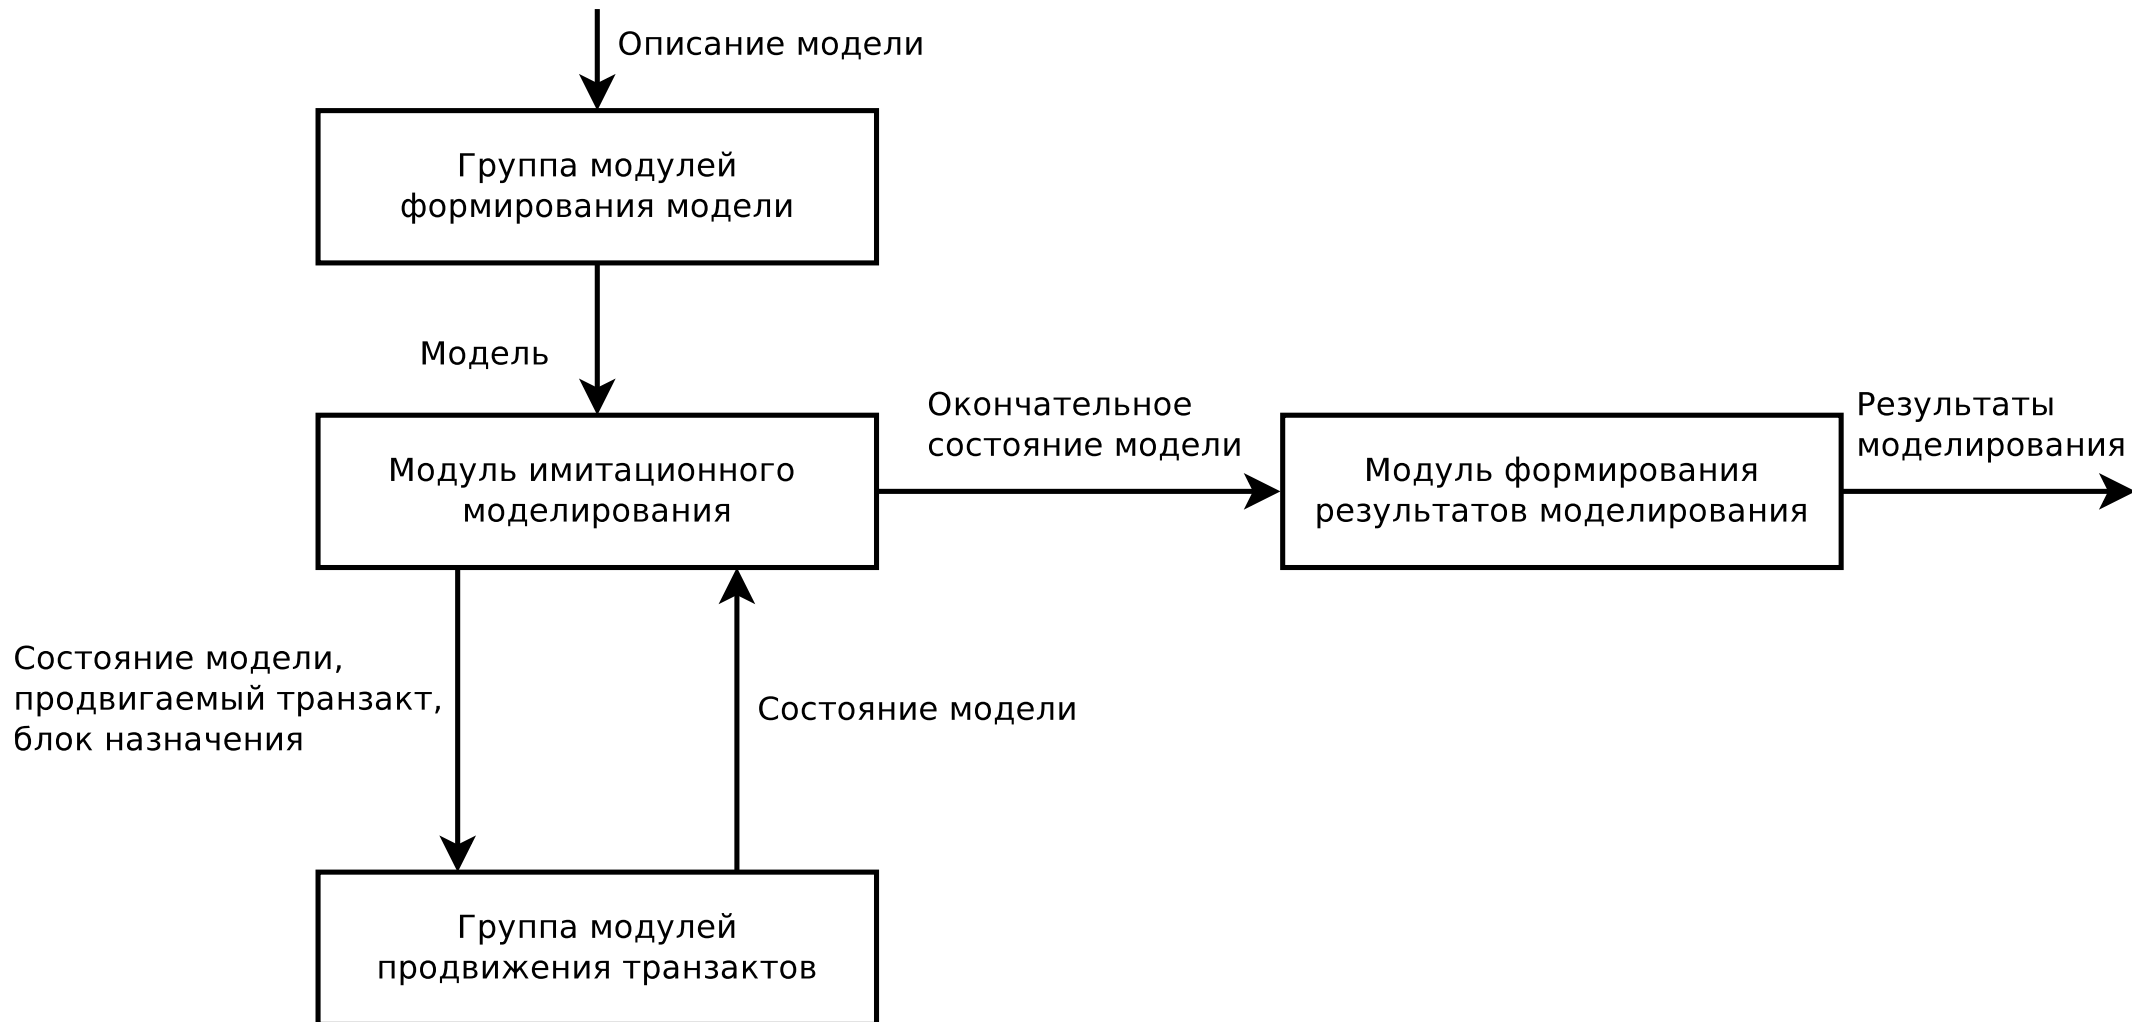 Описание модели
Группа модулей
формирования модели
Модель
Модуль имитационного
моделирования
Окончательное
состояние модели
Модуль формирования
результатов моделирования
Результаты
моделирования
Состояние модели,
продвигаемый транзакт,
блок назначения
Состояние модели
Группа модулей
продвижения транзактов